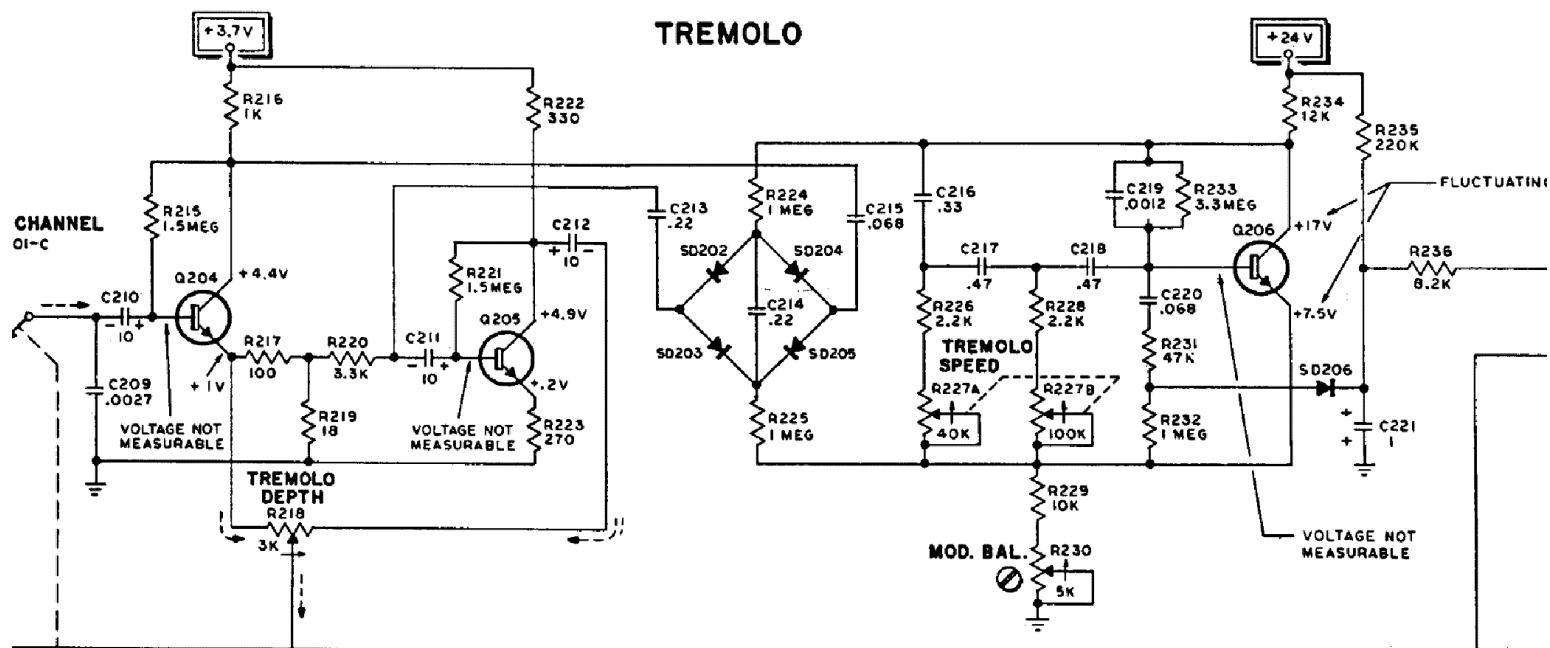 TREMOLO
+3.7V
R216
1K
R222
330
R215
1.5MEG
CHANNEL
01-C
C210
10
- +
Q204
+4.4V
C209
.0027
+1V
VOLTAGE NOT
MEASURABLE
R217
100
R219
18
R220
3.3K
C211
- +
10
R221
1.5MEG
C212
+ -
10
Q205
+4.9V
+.2V
VOLTAGE NOT
MEASURABLE
R223
270
TREMOLO
DEPTH
R218
3K
C213
.22
R224
1 MEG
C215
.068
SD202
SD204
C214
.22
SD203
SD205
R225
1 MEG
C216
.33
C217
.47
C218
.47
R226
2.2K
R228
2.2K
TREMOLO
SPEED
R227A
40K
R227B
100K
R229
10K
MOD. BAL.
R230
5K
+24V
R234
12K
R235
220K
C219
.0012
R233
3.3MEG
Q206
+17V
FLUCTUATING
+7.5V
R236
8.2K
C220
.068
R231
47K
SD206
R232
1 MEG
C221
1
+
+
VOLTAGE NOT
MEASURABLE